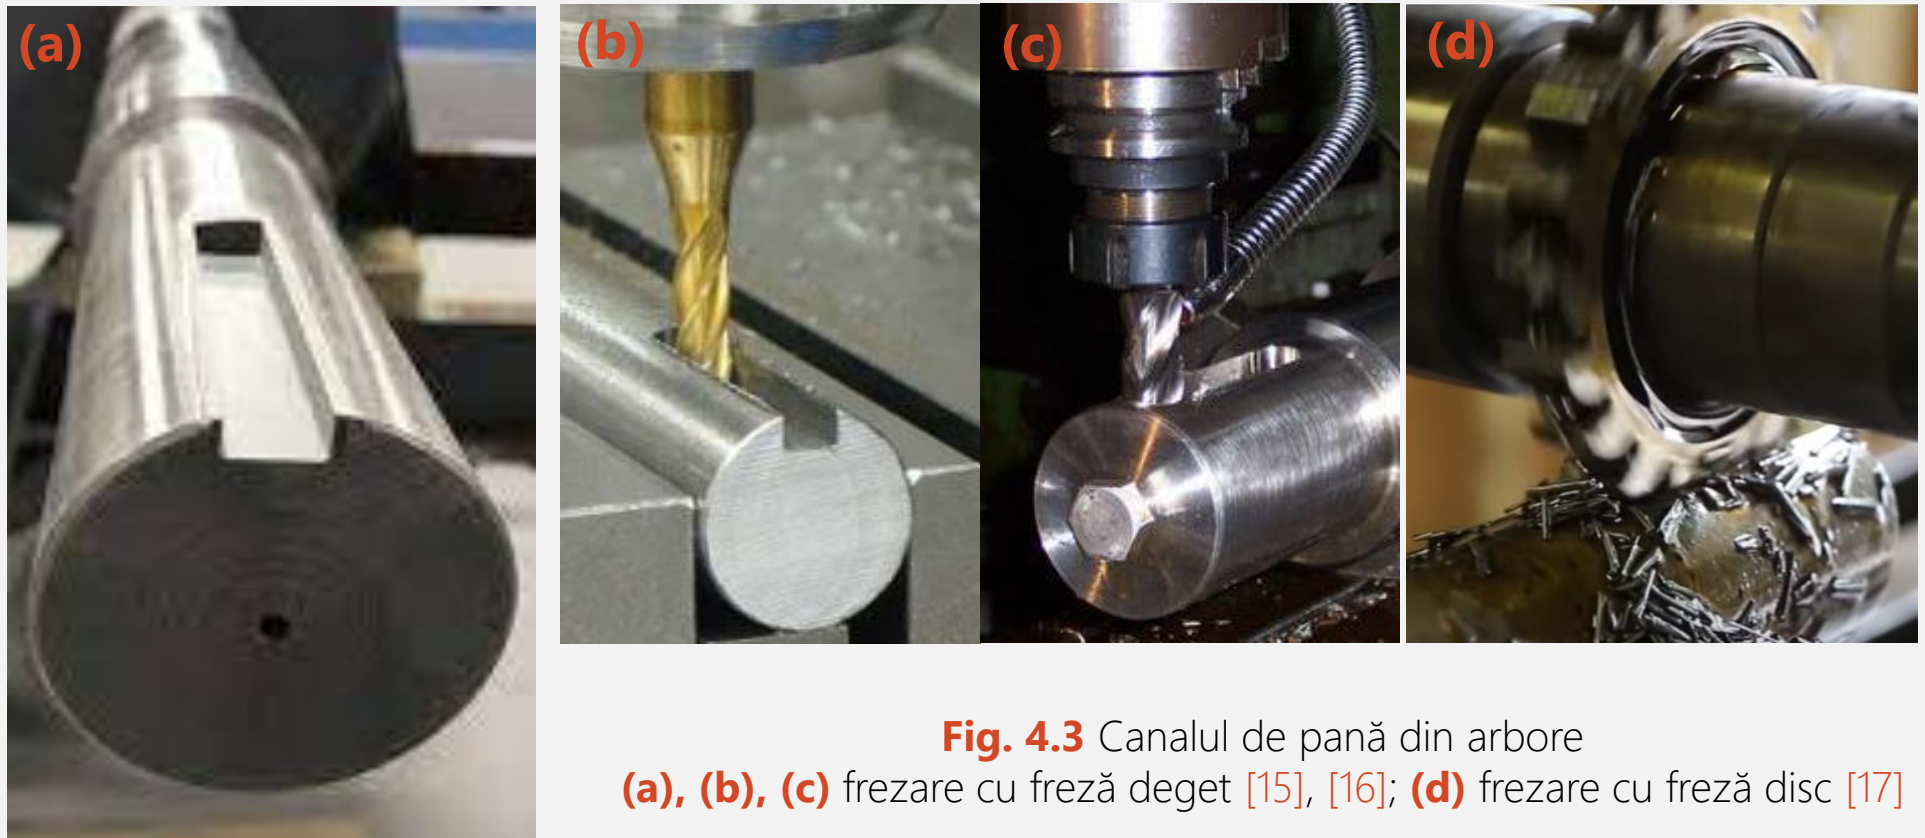 (a)
(b)
(c)
(d)
Fig. 4.3 Canalul de pană din arbore
(a), (b), (c) frezare cu freză deget [15], [16]; (d) frezare cu freză disc [17]